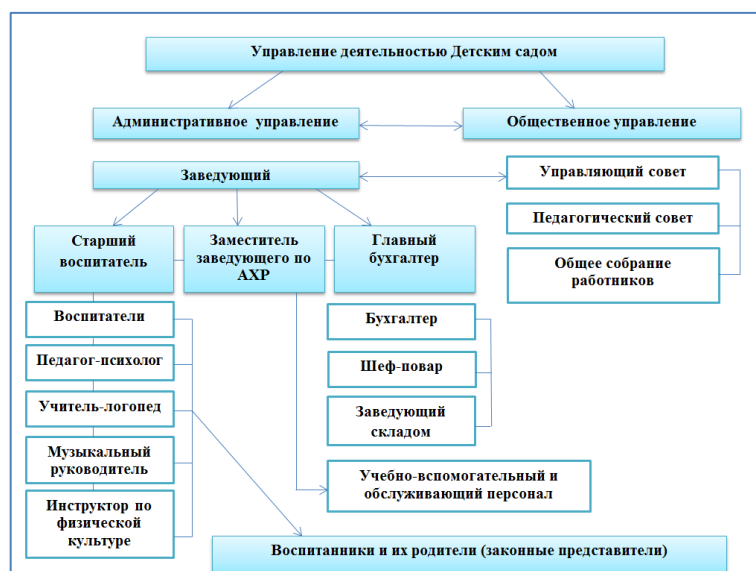 Управление деятельностью Детским садом
Административное управление
Общественное управление
Заведующий
Управляющий совет
Педагогический совет
Общее собрание
работников
Старший
воспитатель
Заместитель
заведующего по
АХР
Главный
бухгалтер
Воспитатели
Педагог-психолог
Учитель-логопед
Музыкальный
руководитель
Инструктор по
физической
культуре
Бухгалтер
Шеф-повар
Заведующий
складом
Учебно-вспомогательный и
обслуживающий персонал
Воспитанники и их родители (законные представители)